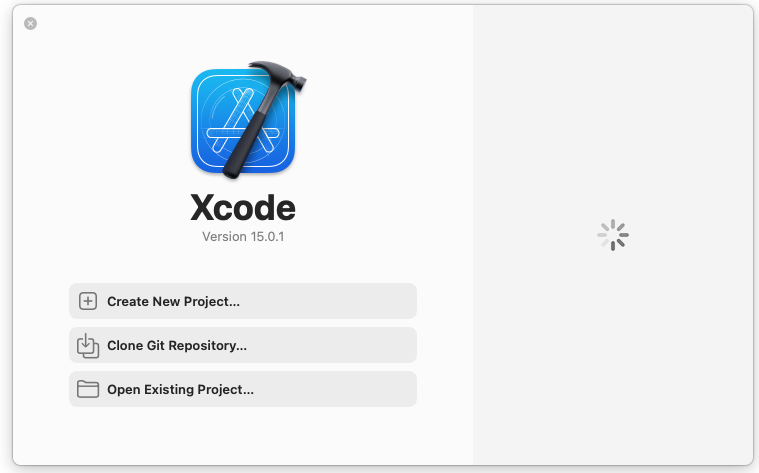 Xcode
Version 15.0.1
Create New Project...
Clone Git Repository...
Open Existing Project...